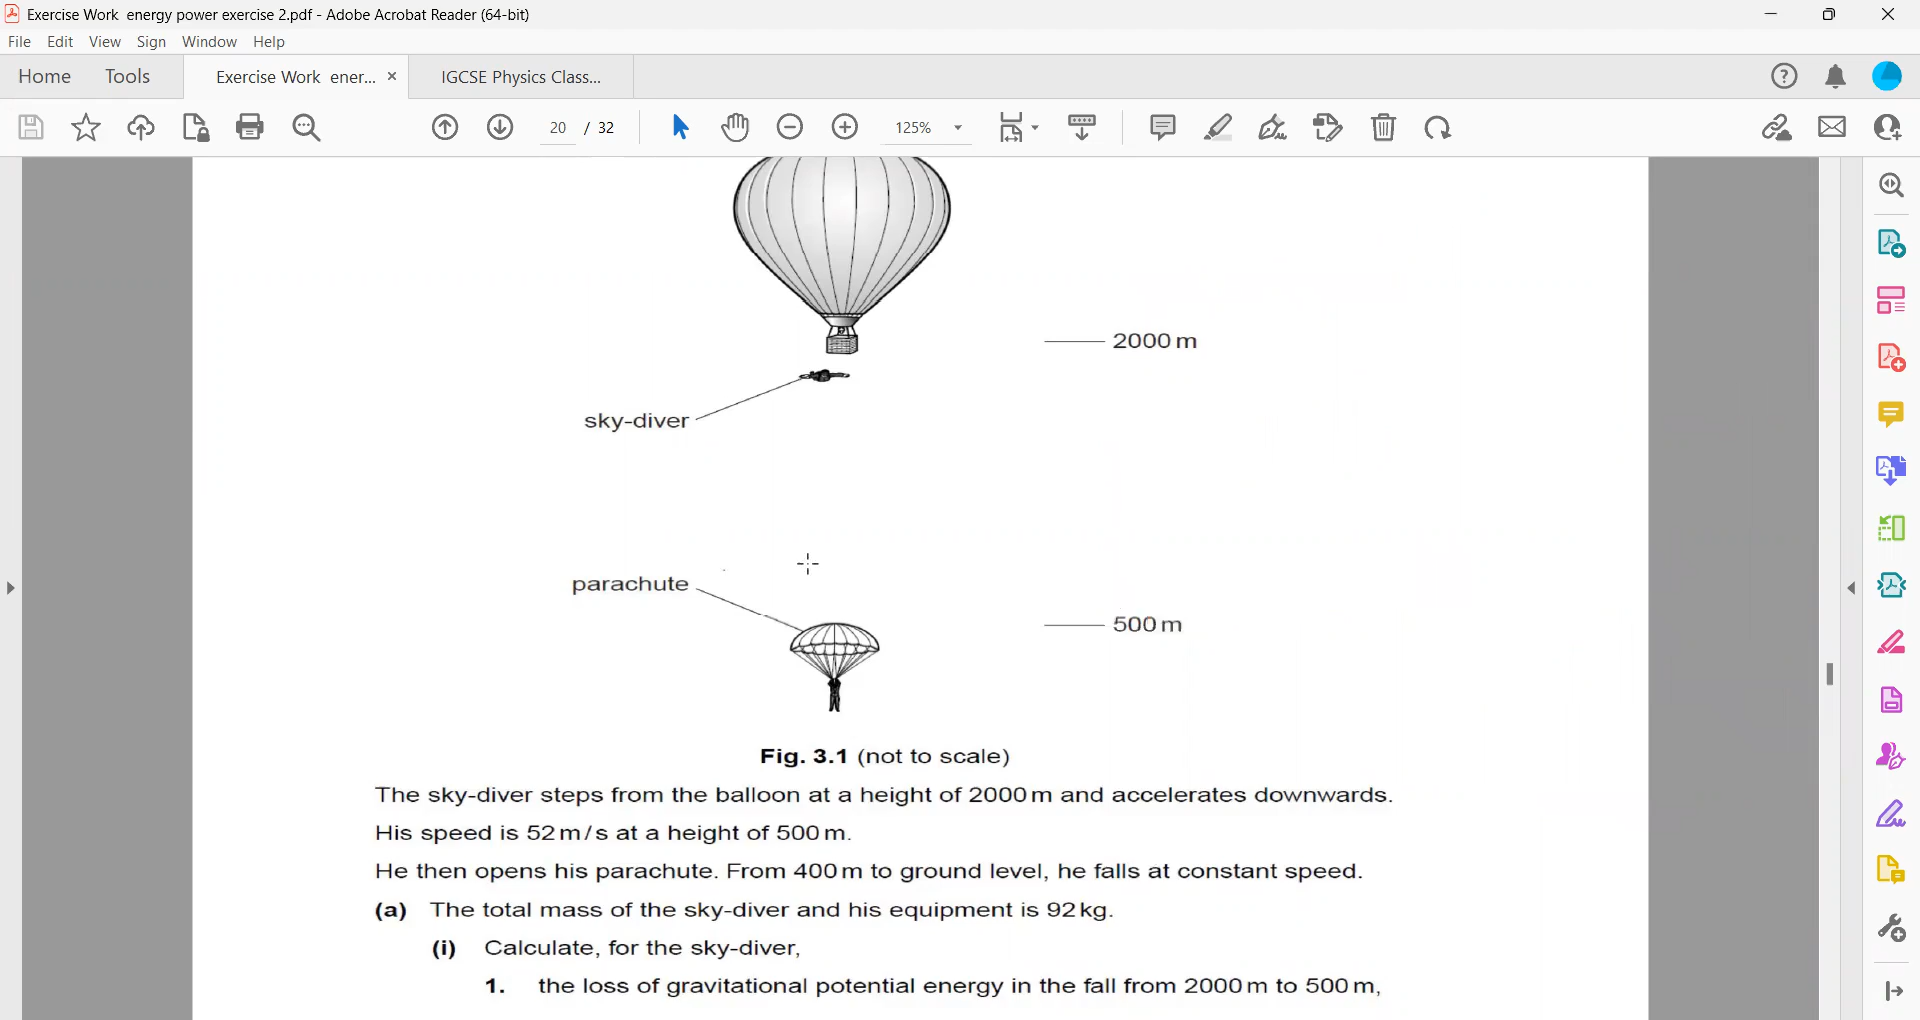 Exercise Work energy power exercise 2.pdf - Adobe Acrobat Reader (64-bit)
File Edit View Sign Window Help
Home Tools Exercise Work ener... × IGCSE Physics Class...
20 / 32 125%
2000 m
sky-diver
parachute
500 m
Fig. 3.1 (not to scale)
The sky-diver steps from the balloon at a height of 2000 m and accelerates downwards.
His speed is 52 m/s at a height of 500 m.
He then opens his parachute. From 400 m to ground level, he falls at constant speed.
(a) The total mass of the sky-diver and his equipment is 92 kg.
(i) Calculate, for the sky-diver,
1. the loss of gravitational potential energy in the fall from 2000 m to 500 m,